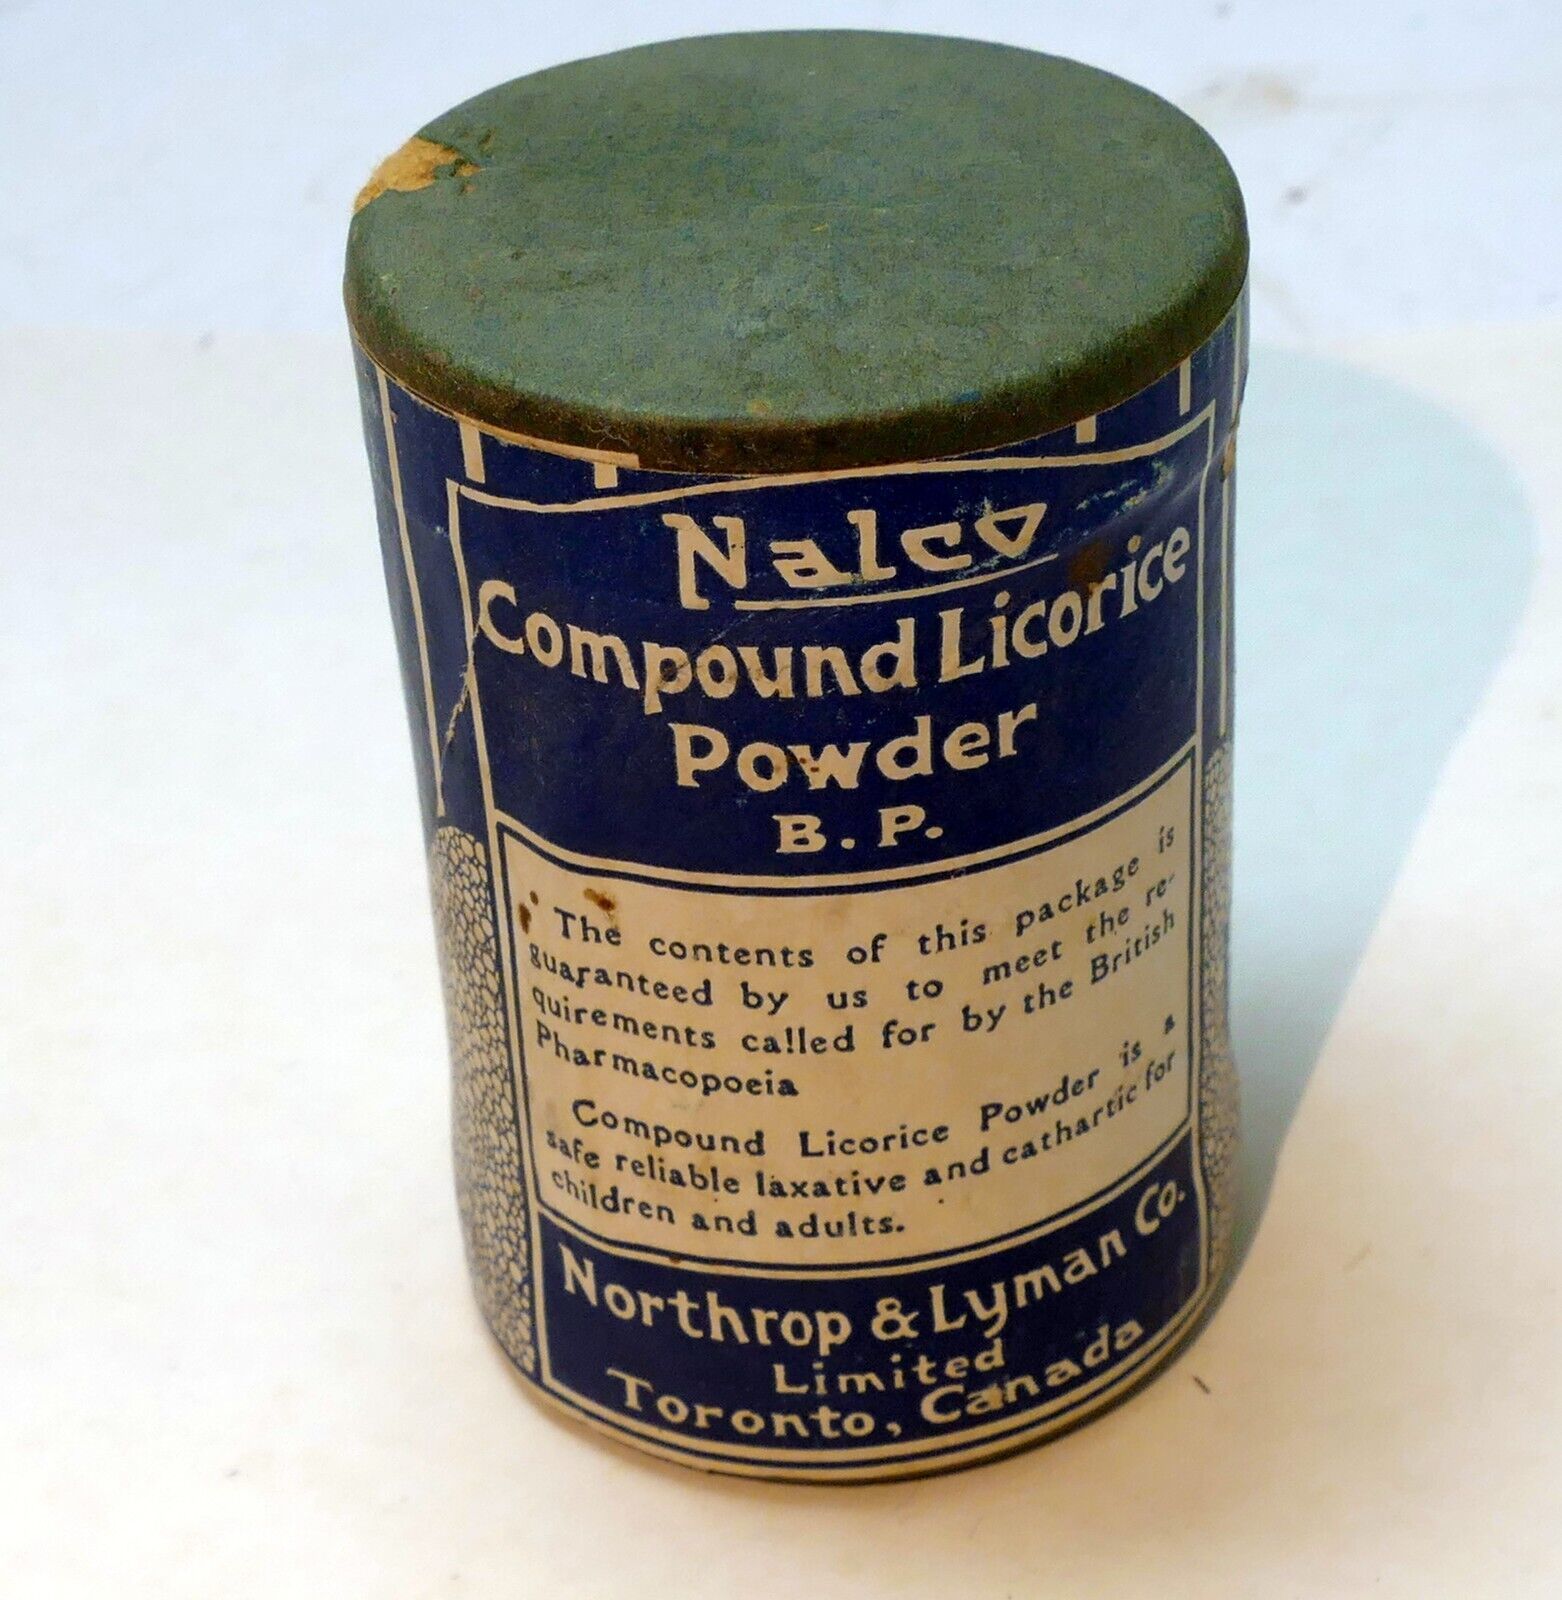 Nalco
Compound Licorice
Powder
B. P.
The contents of this package is
guaranteed by us to meet the re-
quirements called for by the British
Pharmacopoeia
Compound Licorice Powder is a
safe reliable laxative and cathartic for
children and adults.
Northrop & Lyman Co.
Limited
Toronto, Canada